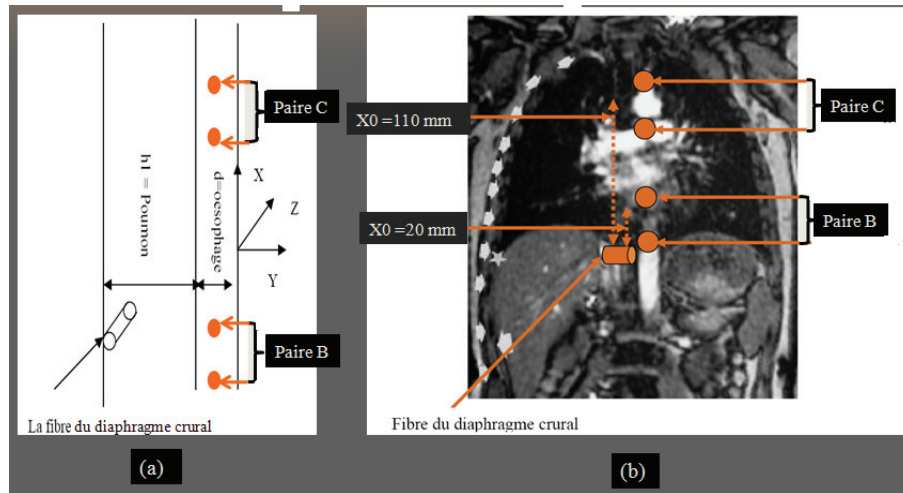 Paire C
X
Z
Y
h1 = Poumon
d=oesophage
Paire B
La fibre du diaphragme crural
(a)
X0 =110 mm
X0 =20 mm
Paire C
Paire B
Fibre du diaphragme crural
(b)